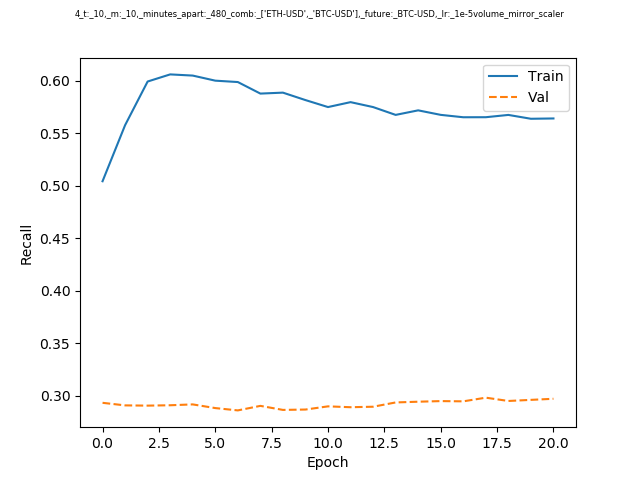 4_t:_10,_m:_10,_minutes_apart:_480_comb:_['ETH-USD',_'BTC-USD'],_future:_BTC-USD,_lr:_1e-5volume_mirror_scaler
Train
Val
0.60
0.55
0.50
0.45
0.40
0.35
0.30
Recall
0.0 2.5 5.0 7.5 10.0 12.5 15.0 17.5 20.0
Epoch